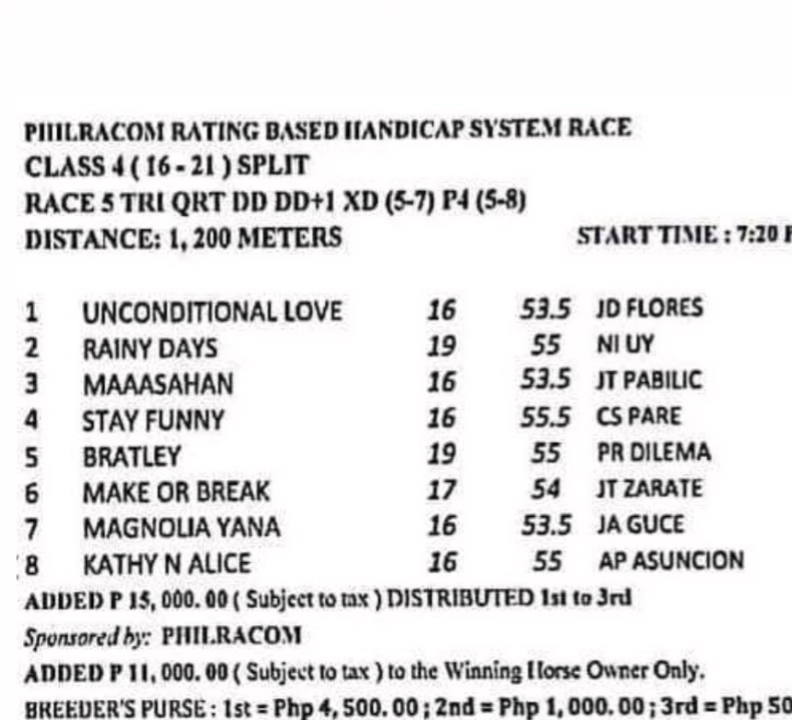 PHILRACOM RATING BASED HANDICAP SYSTEM RACE
CLASS 4 ( 16 - 21 ) SPLIT
RACE 5 TRI QRT DD DD+1 XD (5-7) P4 (5-8)
DISTANCE: 1, 200 METERS START TIME : 7:20
1 UNCONDITIONAL LOVE 16 53.5 JD FLORES
2 RAINY DAYS 19 55 NI UY
3 MAAASAHAN 16 53.5 JT PABILIC
4 STAY FUNNY 16 55.5 CS PARE
5 BRATLEY 19 55 PR DILEMA
6 MAKE OR BREAK 17 54 JT ZARATE
7 MAGNOLIA YANA 16 53.5 JA GUCE
8 KATHY N ALICE 16 55 AP ASUNCION
ADDED P 15, 000. 00 ( Subject to tax ) DISTRIBUTED 1st to 3rd
Sponsored by: PHILRACOM
ADDED P 11, 000. 00 ( Subject to tax ) to the Winning Horse Owner Only.
BREEDER'S PURSE : 1st = Php 4, 500. 00 ; 2nd = Php 1, 000. 00 ; 3rd = Php 50